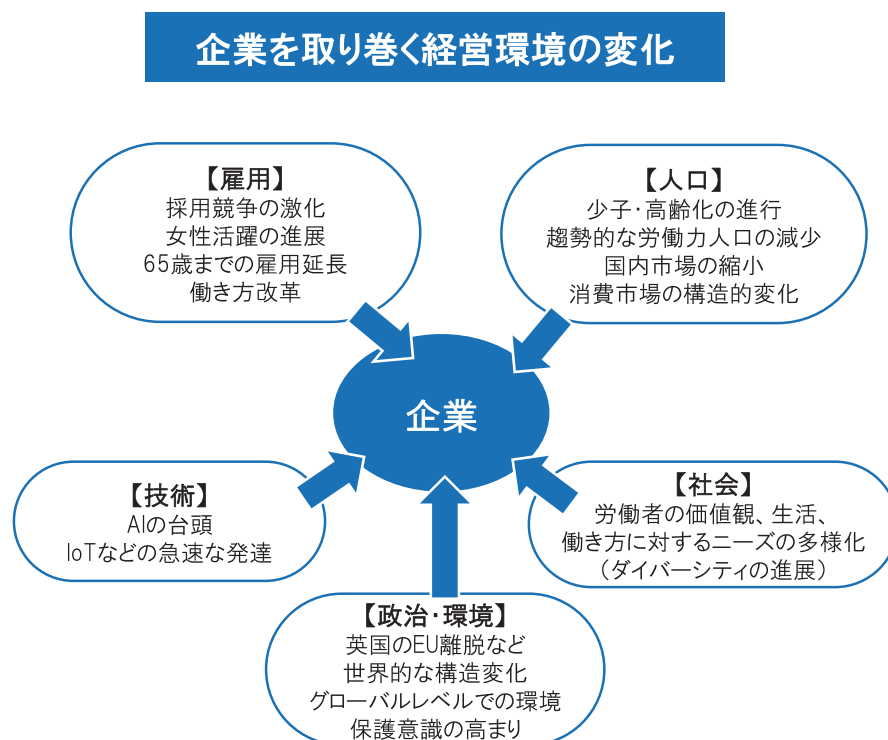 企業を取り巻く経営環境の変化
【雇用】
採用競争の激化
女性活躍の進展
65歳までの雇用延長
働き方改革
【人口】
少子・高齢化の進行
趨勢的な労働力人口の減少
国内市場の縮小
消費市場の構造的変化
企業
【技術】
AIの台頭
IoTなどの急速な発達
【社会】
労働者の価値観、生活、
働き方に対するニーズの多様化
（ダイバーシティの進展）
【政治・環境】
英国のEU離脱など
世界的な構造変化
グローバルレベルでの環境
保護意識の高まり